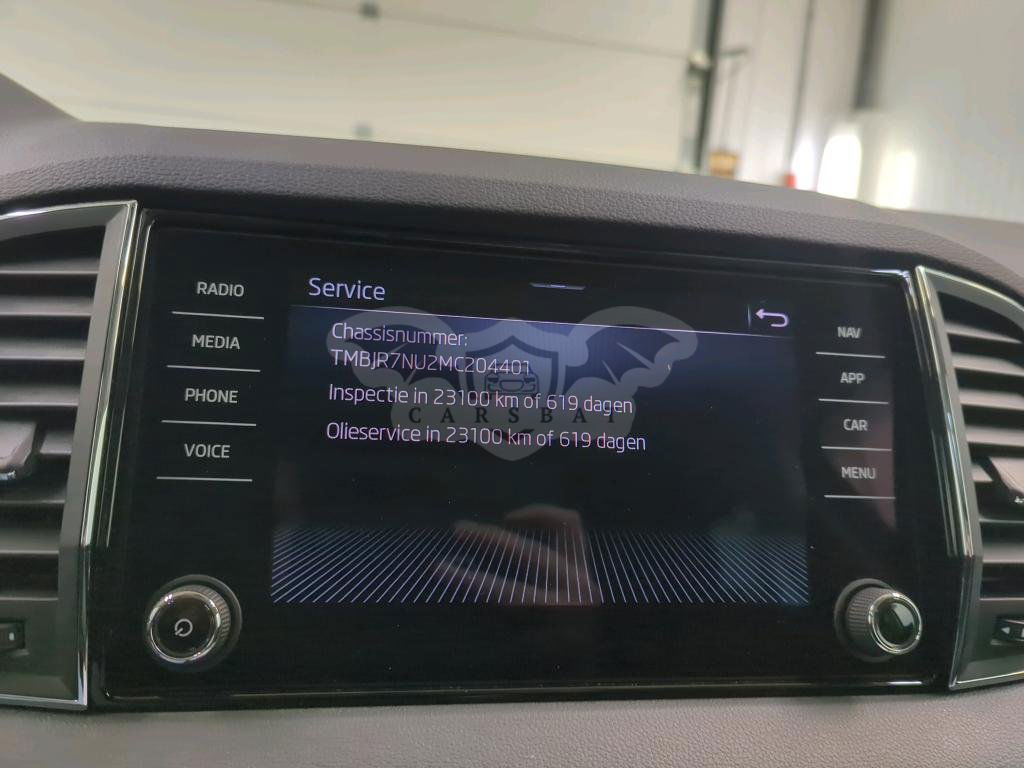 RADIO
MEDIA
PHONE
VOICE
Service
Chassisnummer:
TMBJR7NU2MC204401
Inspectie in 23100 km of 619 dagen
Olieservice in 23100 km of 619 dagen
CARSBAT
NAV
APP
CAR
MENU